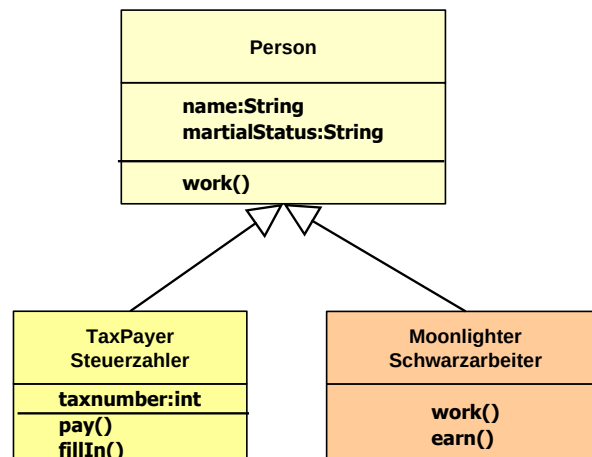 Person
name:String
martialStatus:String
work()
TaxPayer
Steuerzahler
taxnumber:int
pay()
fillIn()
Moonlighter
Schwarzarbeiter
work()
earn()